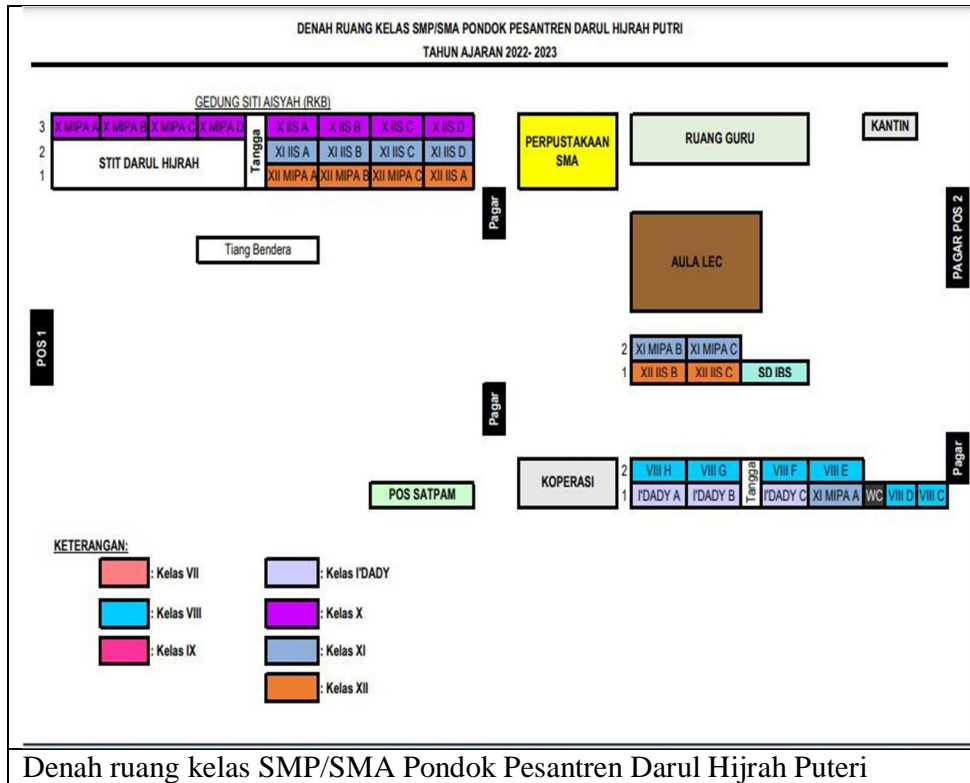 DENAH RUANG KELAS SMP/SMA PONDOK PESANTREN DARUL HIJRAH PUTRI
TAHUN AJARAN 2022- 2023
GEDUNG SITI AISYAH (RKB)
3 X MIPA A X MIPA B X MIPA C X MIPA D Tangga X IIS A X IIS B X IIS C X IIS D
2 STIT DARUL HIJRAH XI IIS A XI IIS B XI IIS C XI IIS D
1 XII MIPA A XII MIPA B XII MIPA C XII IIS A
PERPUSTAKAAN
SMA
RUANG GURU
KANTIN
Pagar
PAGAR POS 2
Tiang Bendera
AULA LEC
POS 1
2 XI MIPA B XI MIPA C
1 XII IIS B XII IIS C SD IBS
Pagar
Pagar
KOPERASI
2 VIII H VIII G Tangga VIII F VIII E
1 I'DADY A I'DADY B I'DADY C XI MIPA A WC VIII D VIII C
POS SATPAM
KETERANGAN:
: Kelas VII : Kelas I'DADY
: Kelas VIII : Kelas X
: Kelas IX : Kelas XI
: Kelas XII
Denah ruang kelas SMP/SMA Pondok Pesantren Darul Hijrah Puteri